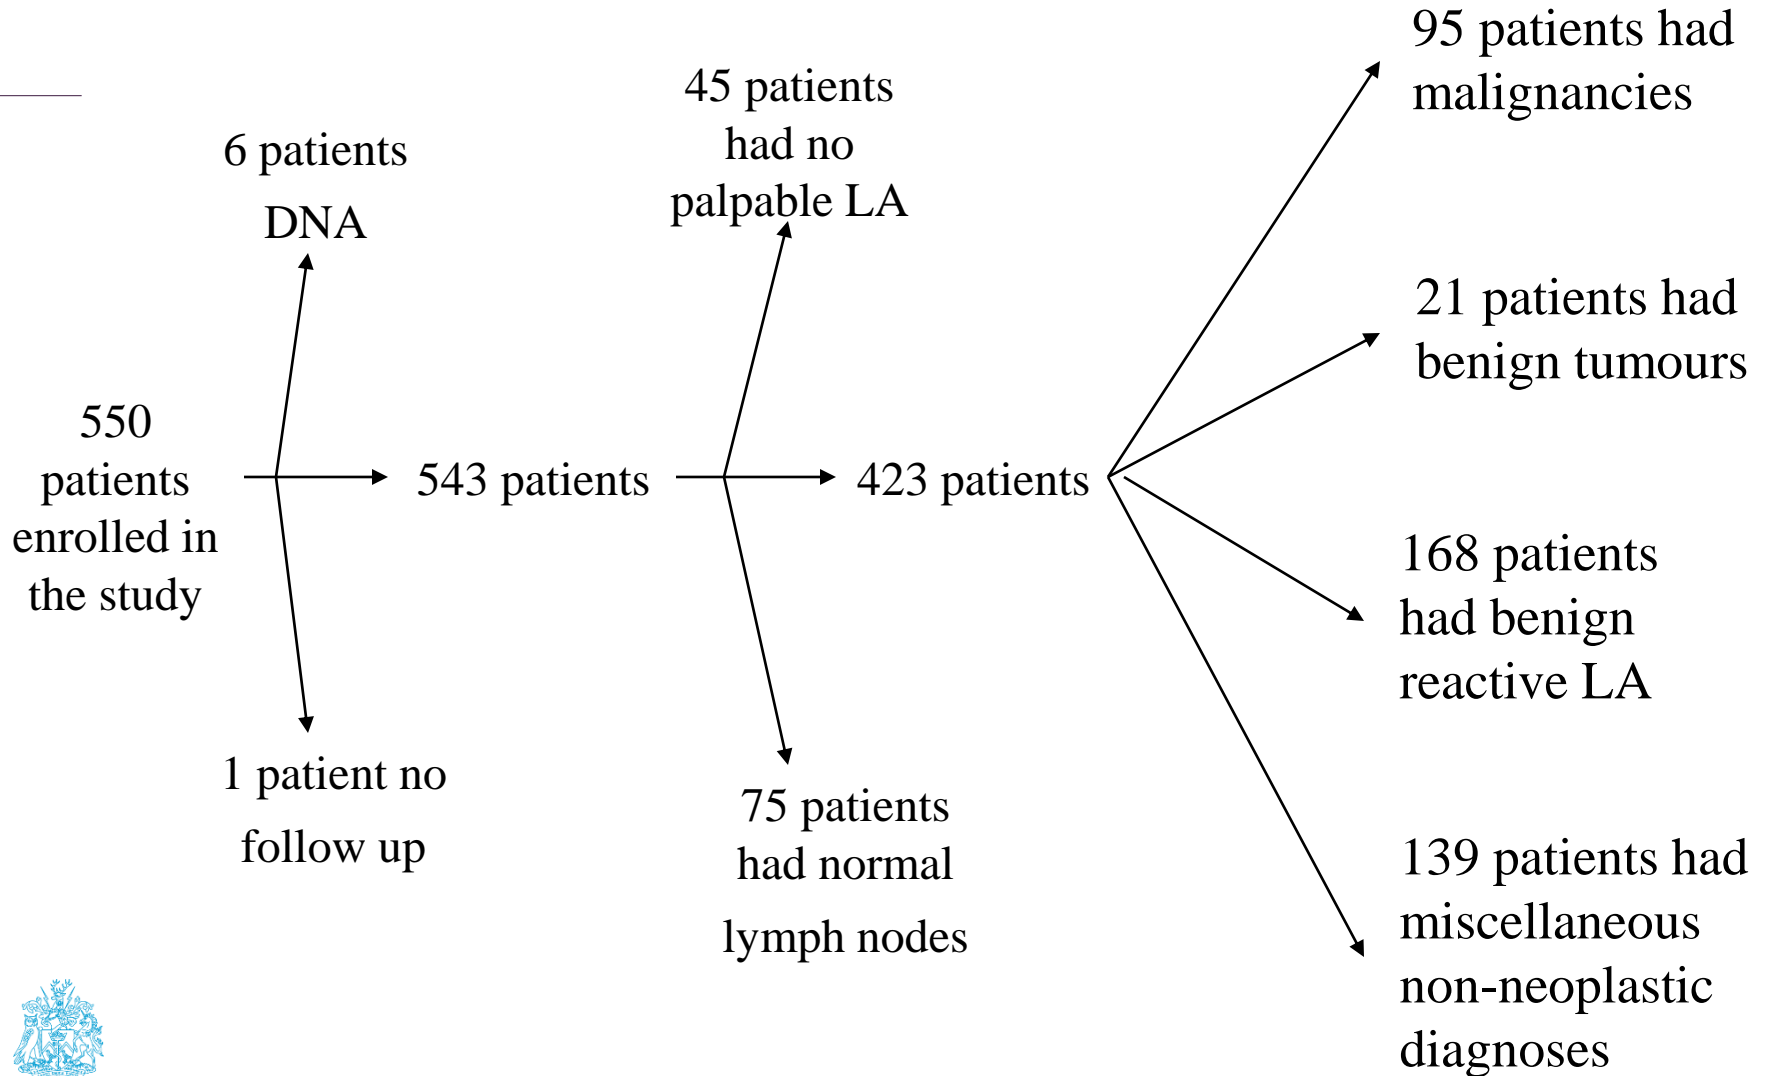 550
patients
enrolled in
the study
6 patients
DNA
1 patient no
follow up
543 patients
45 patients
had no
palpable LA
75 patients
had normal
lymph nodes
423 patients
95 patients had
malignancies
21 patients had
benign tumours
168 patients
had benign
reactive LA
139 patients had
miscellaneous
non-neoplastic
diagnoses